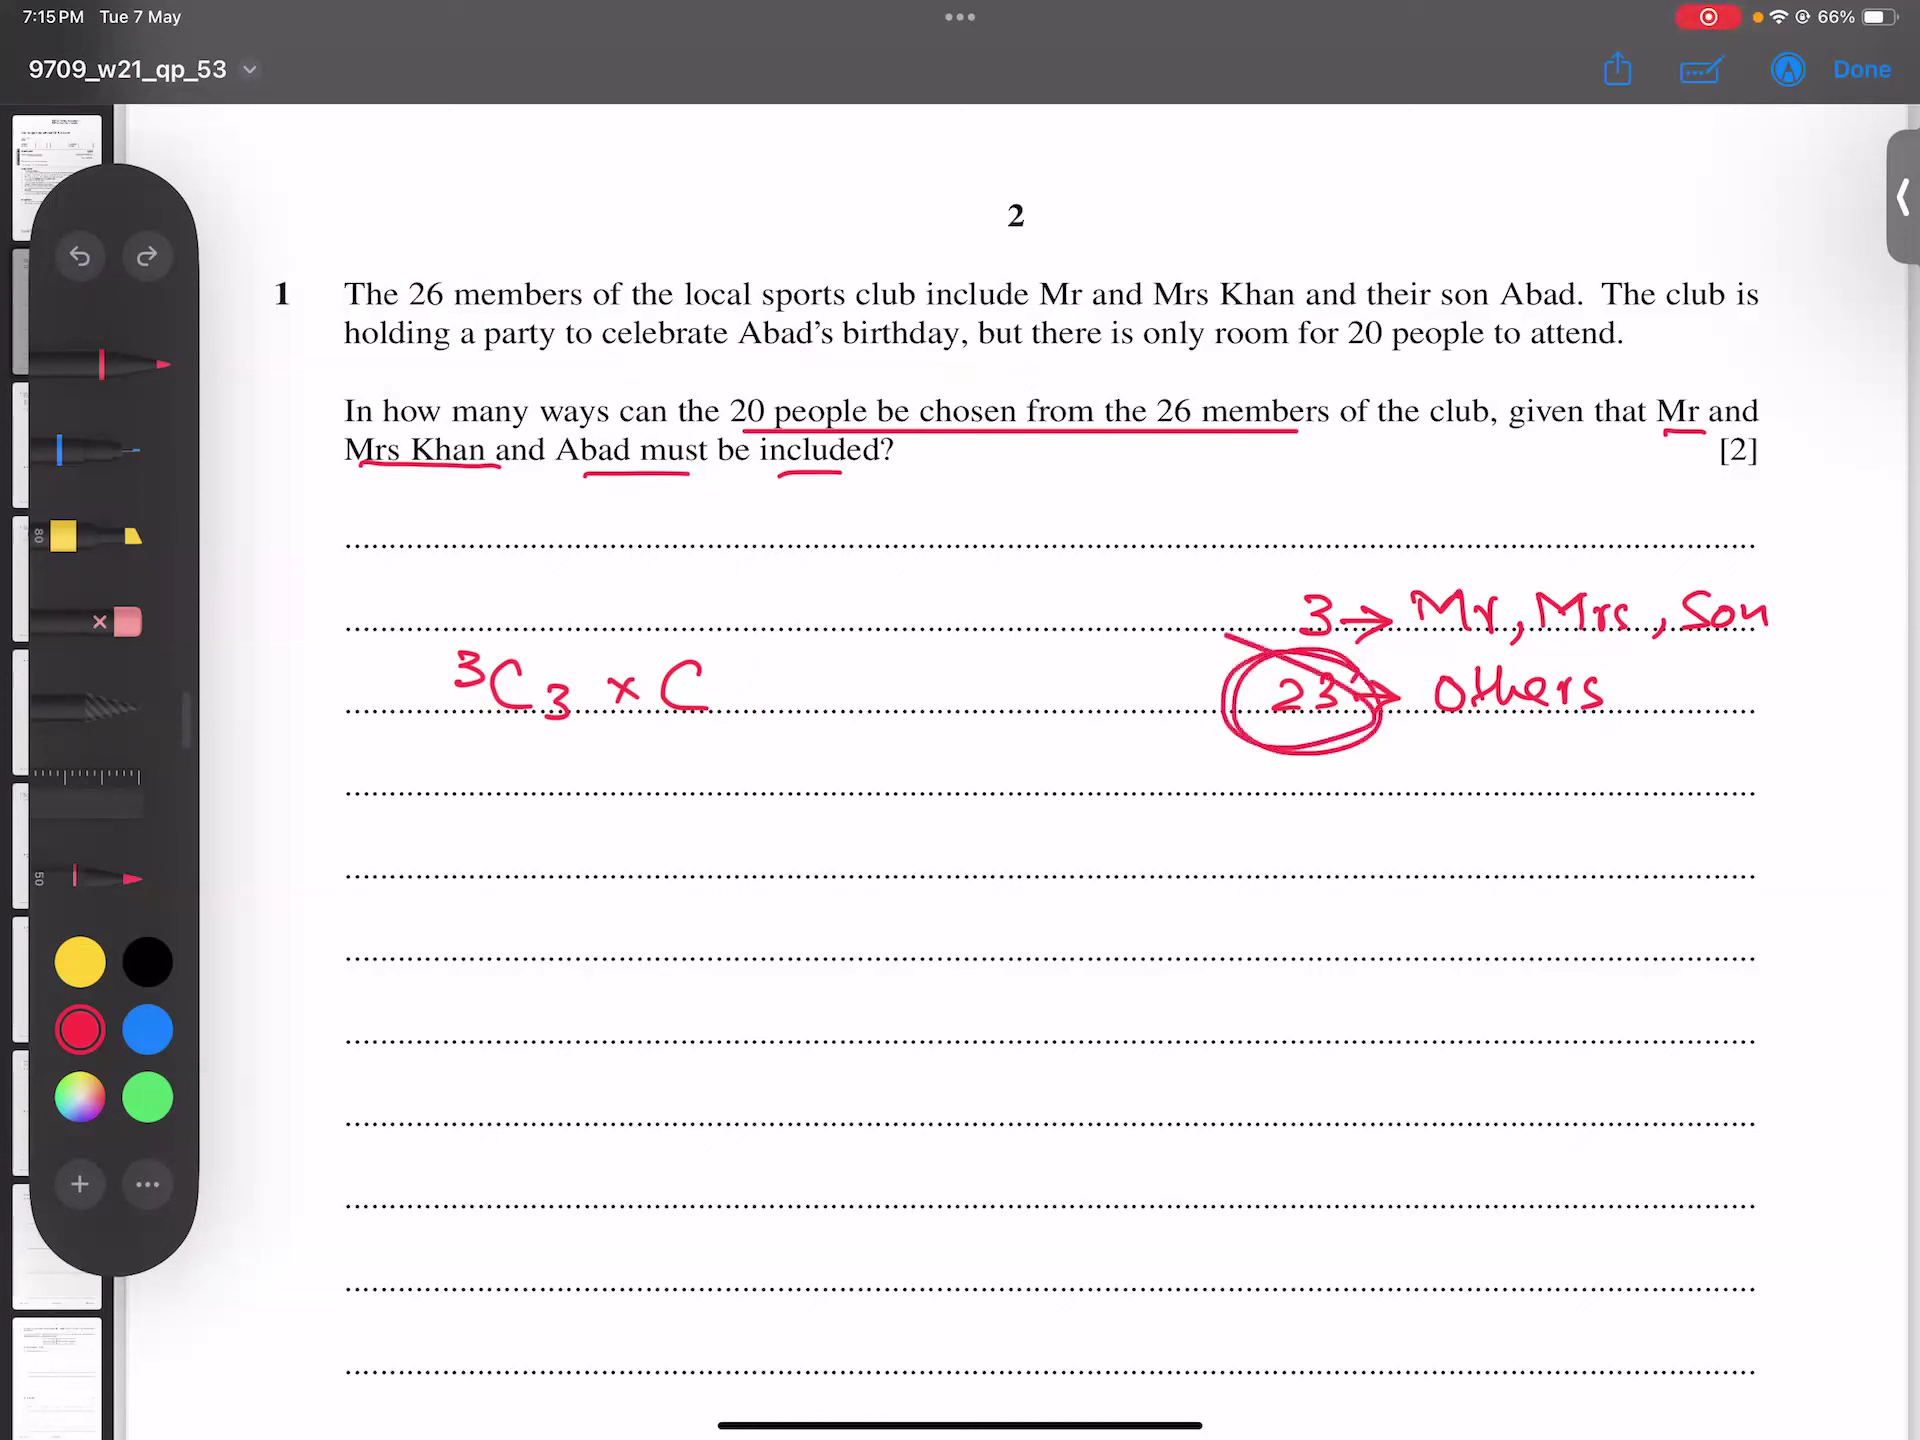 7:15 PM Tue 7 May
66%
9709_w21_qp_53
Done
2
1 The 26 members of the local sports club include Mr and Mrs Khan and their son Abad. The club is
holding a party to celebrate Abad’s birthday, but there is only room for 20 people to attend.
In how many ways can the 20 people be chosen from the 26 members of the club, given that Mr and
Mrs Khan and Abad must be included? [2]
3 → Mr, Mrs, Son
³C₃ × C 23 → Others
80
50